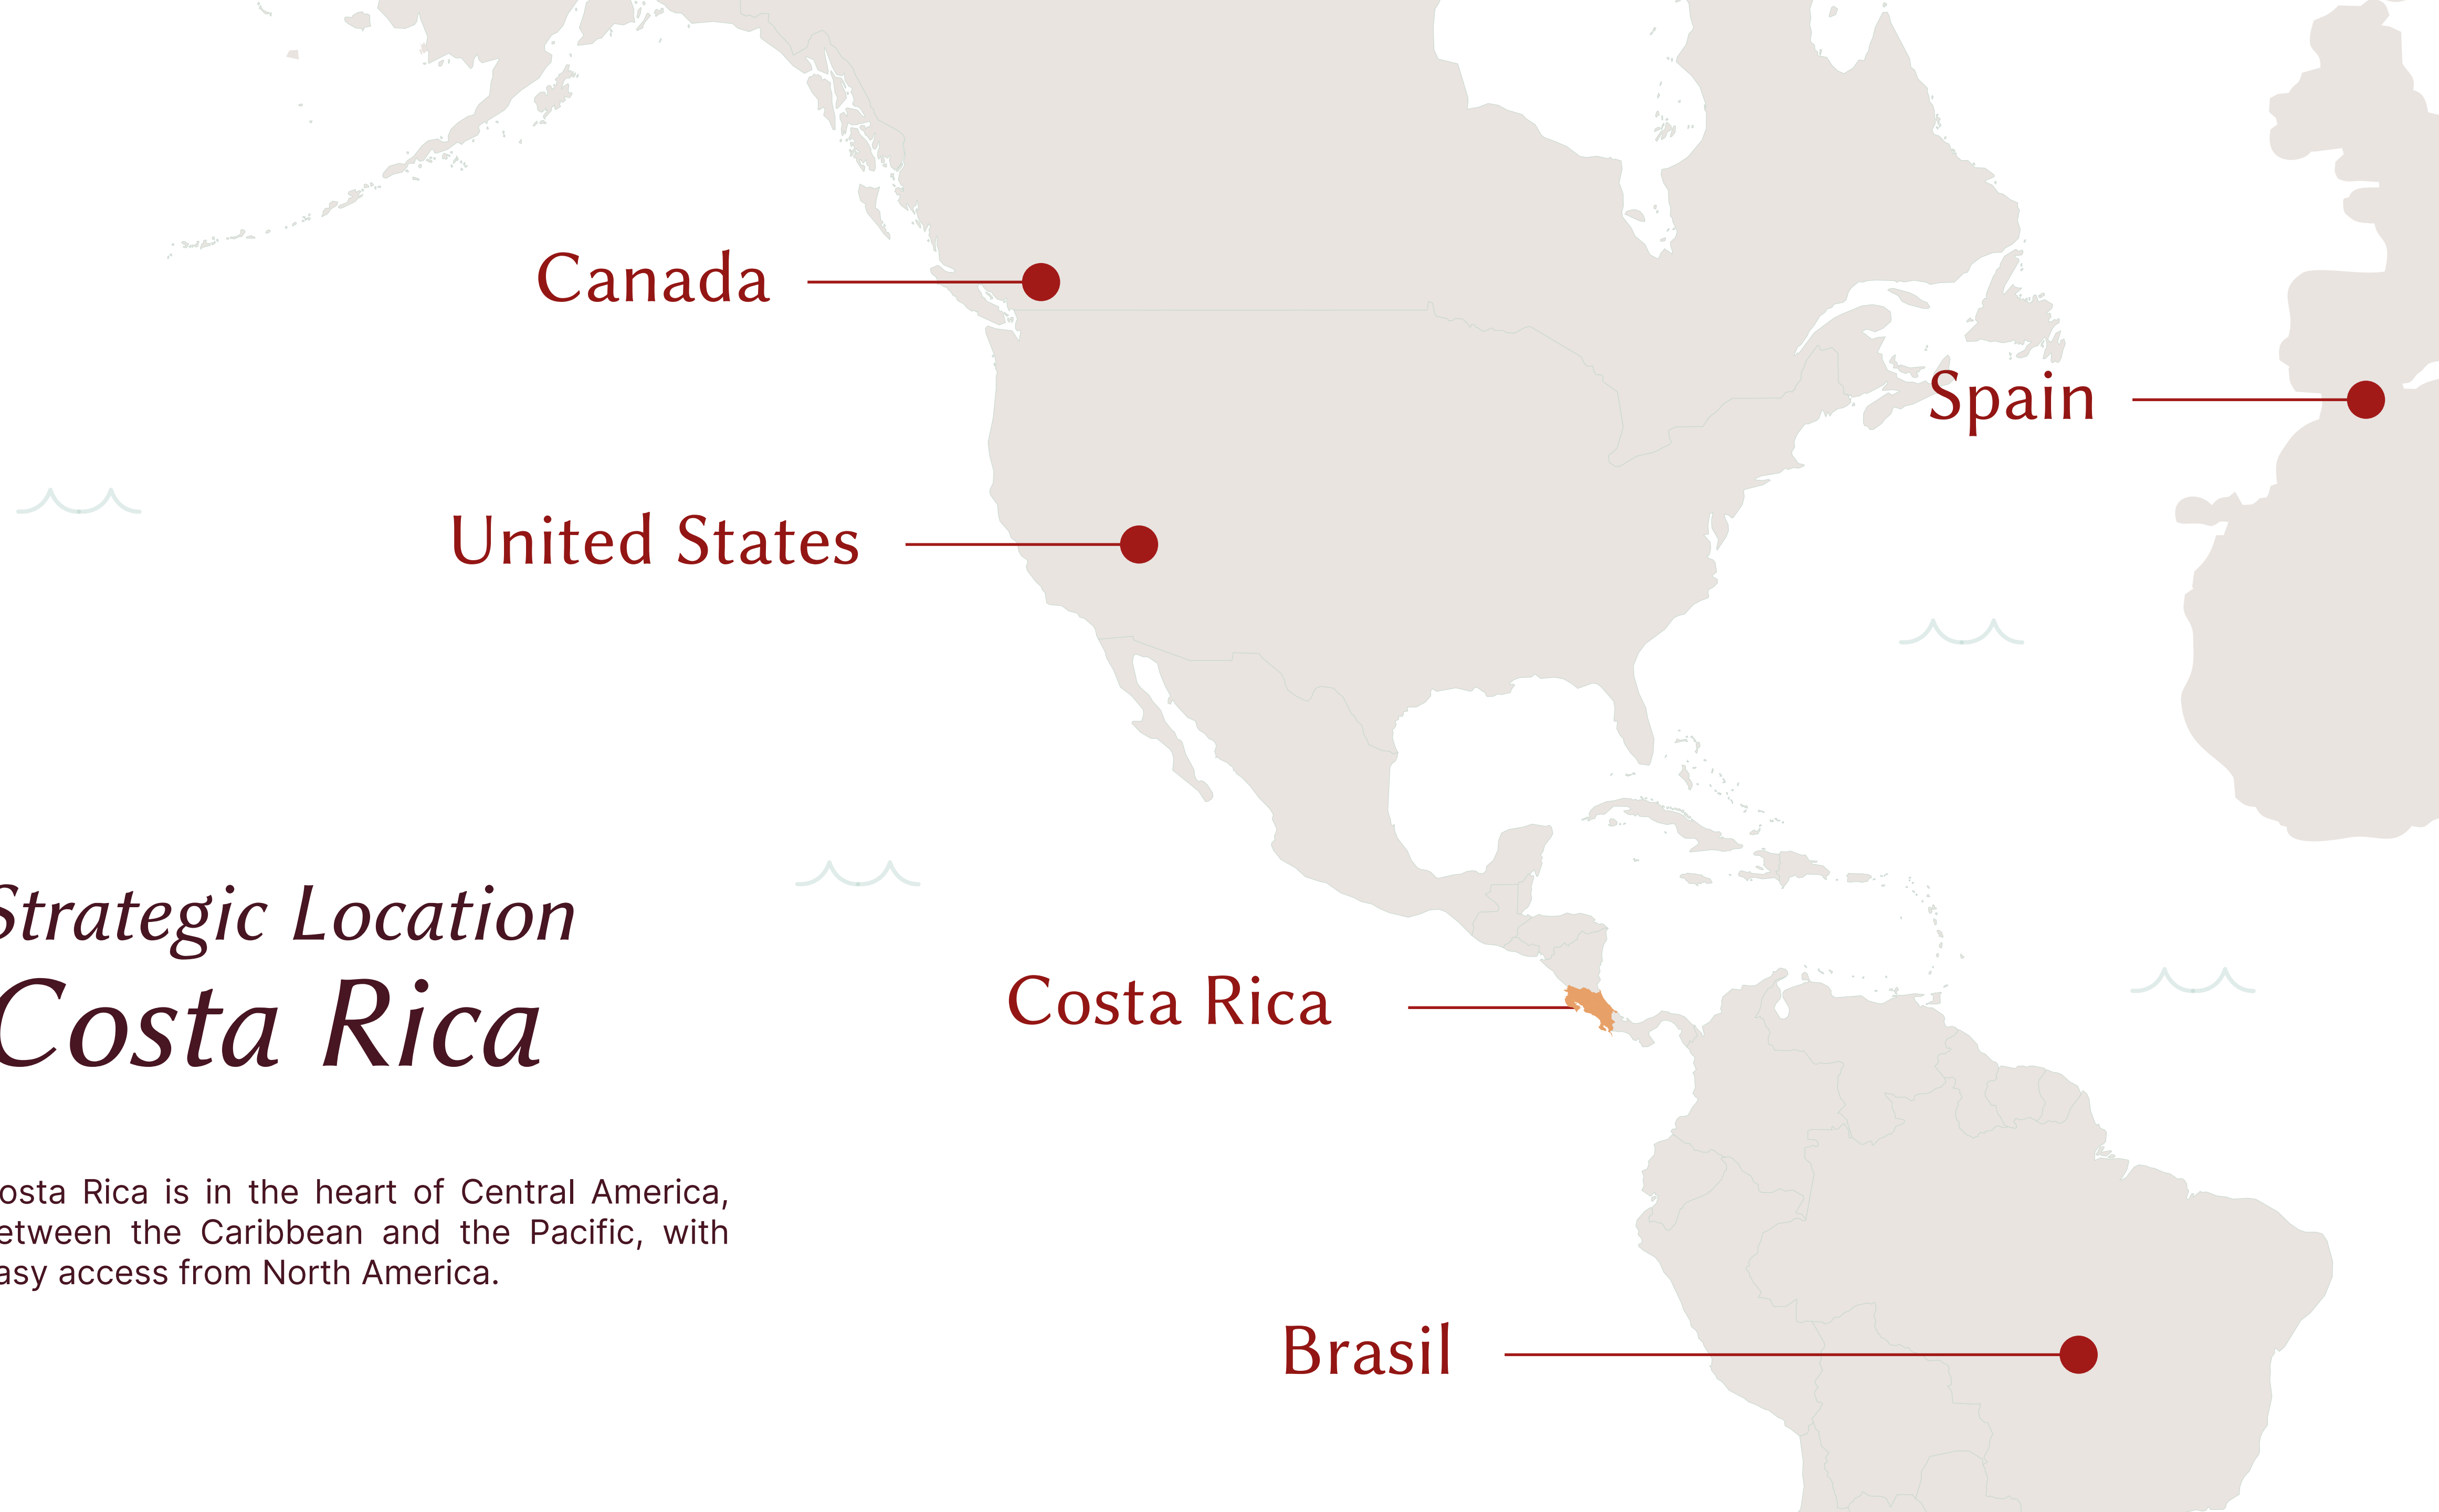 Canada
Spain
United States
Strategic Location
Costa Rica
Costa Rica
osta Rica is in the heart of Central America,
etween the Caribbean and the Pacific, with
asy access from North America.
Brasil